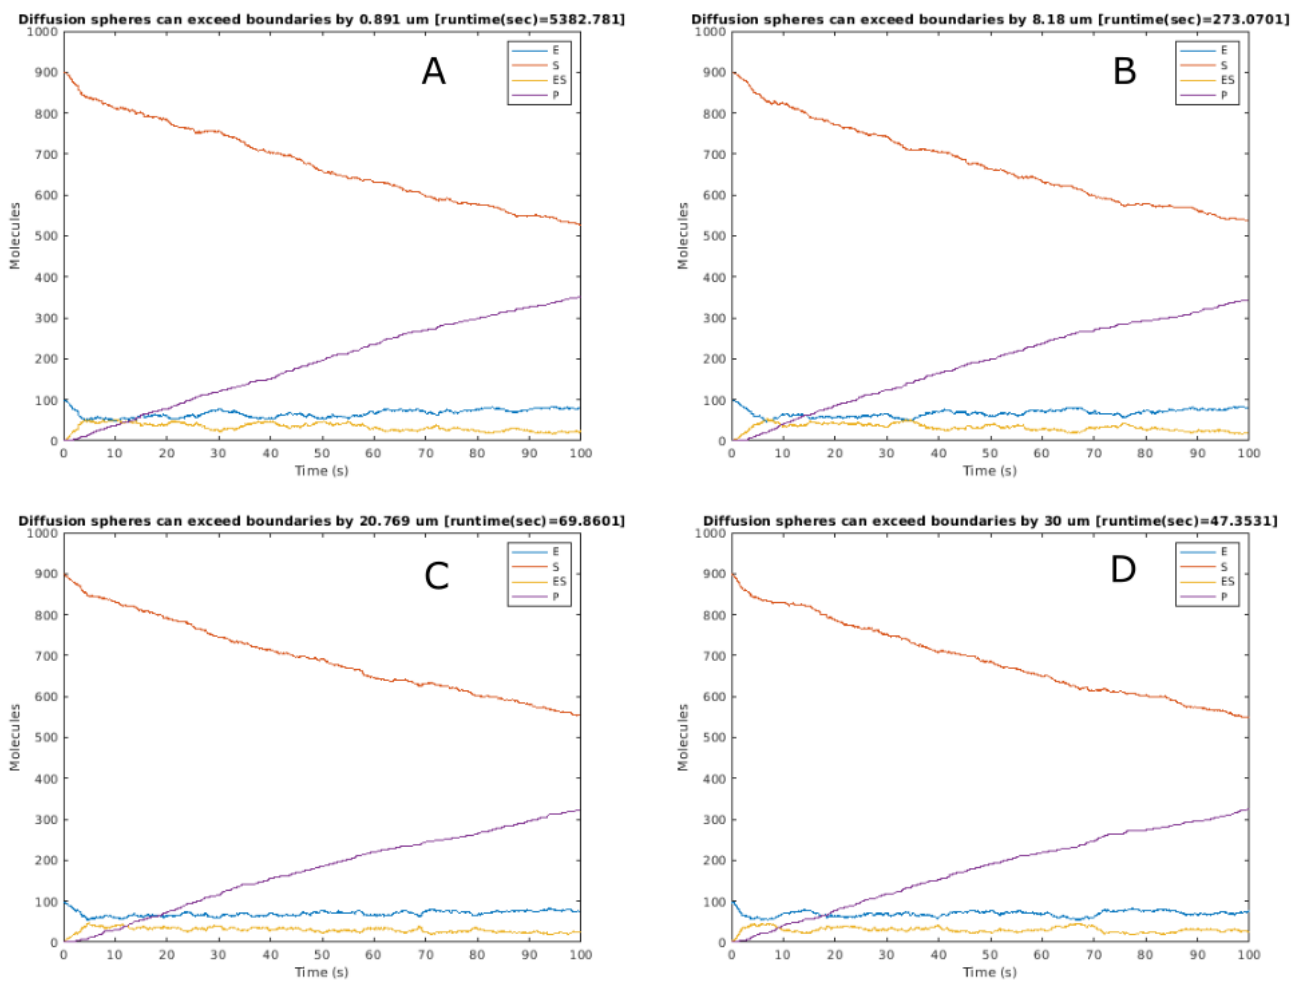 Diffusion spheres can exceed boundaries by 0.891 um [runtime(sec)=5382.781]
1000
900
800
700
600
500
400
300
200
100
0
Molecules
A
E
S
ES
P
0 10 20 30 40 50 60 70 80 90 100
Time (s)
Diffusion spheres can exceed boundaries by 8.18 um [runtime(sec)=273.0701]
1000
900
800
700
600
500
400
300
200
100
0
Molecules
B
E
S
ES
P
0 10 20 30 40 50 60 70 80 90 100
Time (s)
Diffusion spheres can exceed boundaries by 20.769 um [runtime(sec)=69.8601]
1000
900
800
700
600
500
400
300
200
100
0
Molecules
C
E
S
ES
P
0 10 20 30 40 50 60 70 80 90 100
Time (s)
Diffusion spheres can exceed boundaries by 30 um [runtime(sec)=47.3531]
1000
900
800
700
600
500
400
300
200
100
0
Molecules
D
E
S
ES
P
0 10 20 30 40 50 60 70 80 90 100
Time (s)